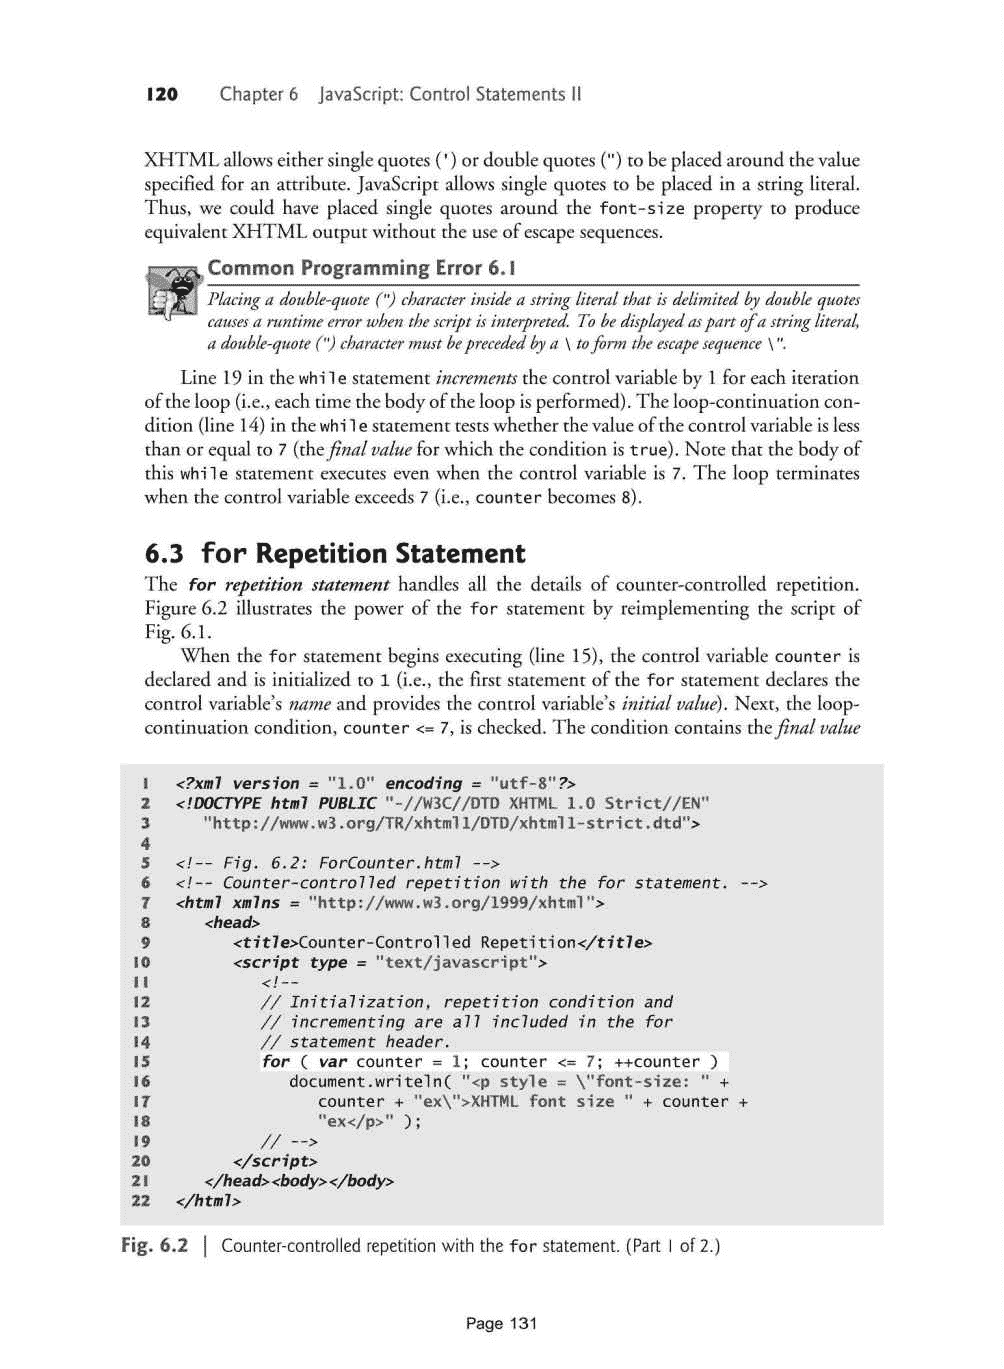 120 Chapter 6 JavaScript: Control Statements II
XHTML allows either single quotes (') or double quotes (") to be placed around the value
specified for an attribute. JavaScript allows single quotes to be placed in a string literal.
Thus, we could have placed single quotes around the font-size property to produce
equivalent XHTML output without the use of escape sequences.
Common Programming Error 6.1
Placing a double-quote (") character inside a string literal that is delimited by double quotes
causes a runtime error when the script is interpreted. To be displayed as part of a string literal,
a double-quote (") character must be preceded by a \ to form the escape sequence \".
Line 19 in the while statement increments the control variable by 1 for each iteration
of the loop (i.e., each time the body of the loop is performed). The loop-continuation con-
dition (line 14) in the while statement tests whether the value of the control variable is less
than or equal to 7 (the final value for which the condition is true). Note that the body of
this while statement executes even when the control variable is 7. The loop terminates
when the control variable exceeds 7 (i.e., counter becomes 8).
6.3 for Repetition Statement
The for repetition statement handles all the details of counter-controlled repetition.
Figure 6.2 illustrates the power of the for statement by reimplementing the script of
Fig. 6.1.
When the for statement begins executing (line 15), the control variable counter is
declared and is initialized to 1 (i.e., the first statement of the for statement declares the
control variable's name and provides the control variable's initial value). Next, the loop-
continuation condition, counter <= 7, is checked. The condition contains the final value
1 <?xml version = "1.0" encoding = "utf-8"?>
2 <!DOCTYPE html PUBLIC "-//W3C//DTD XHTML 1.0 Strict//EN"
3 "http://www.w3.org/TR/xhtml1/DTD/xhtml1-strict.dtd">
4
5 <!-- Fig. 6.2: ForCounter.html -->
6 <!-- Counter-controlled repetition with the for statement. -->
7 <html xmlns = "http://www.w3.org/1999/xhtml">
8 <head>
9 <title>Counter-Controlled Repetition</title>
10 <script type = "text/javascript">
11 <!--
12 // Initialization, repetition condition and
13 // incrementing are all included in the for
14 // statement header.
15 for ( var counter = 1; counter <= 7; ++counter )
16 document.writeln( "<p style = \"font-size: " +
17 counter + "ex\">XHTML font size " + counter +
18 "ex</p>" );
19 // -->
20 </script>
21 </head><body></body>
22 </html>
Fig. 6.2 | Counter-controlled repetition with the for statement. (Part 1 of 2.)
Page 131